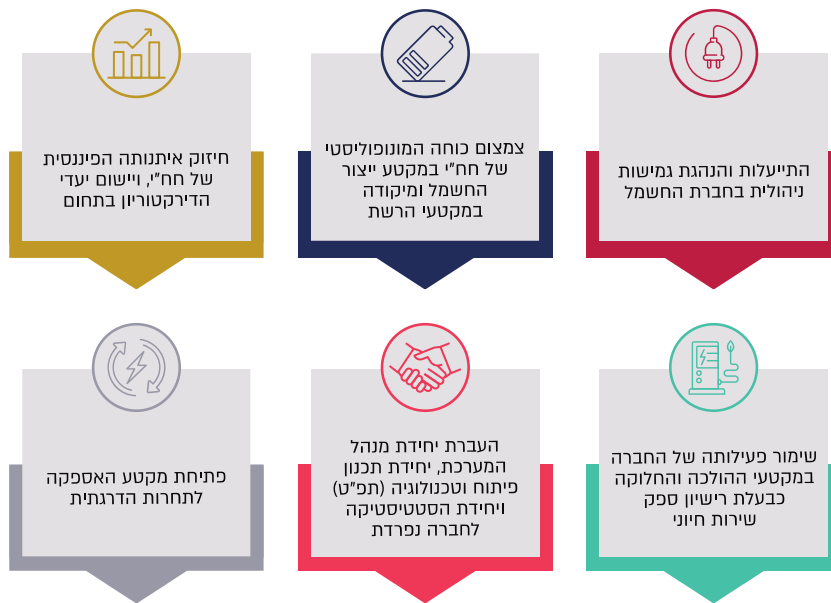 התייעלות והנהגת גמישות
ניהולית בחברת החשמל
צמצום כוחה המונופוליסטי
של חח"י במקטע ייצור
החשמל ומיקודה
במקטעי הרשת
חיזוק איתנותה הפיננסית
של חח"י, ויישום יעדי
הדירקטוריון בתחום
שימור פעילותה של החברה
במקטעי ההולכה והחלוקה
כבעלת רישיון ספק
שירות חיוני
העברת יחידת מנהל
המערכת, יחידת תכנון
פיתוח וטכנולוגיה (תפ"ט)
ויחידת הסטטיסטיקה
לחברה נפרדת
פתיחת מקטע האספקה
לתחרות הדרגתית